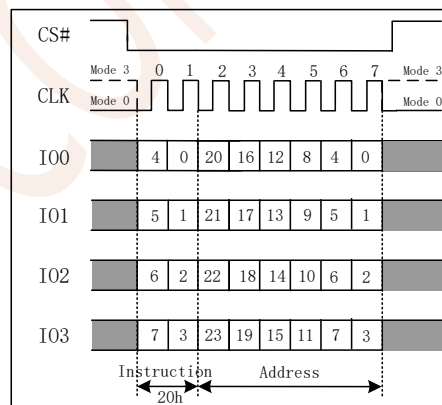 CS#
Mode 3 0 1 2 3 4 5 6 7 Mode 3
CLK
Mode 0 Mode 0
IO0 4 0 20 16 12 8 4 0
IO1 5 1 21 17 13 9 5 1
IO2 6 2 22 18 14 10 6 2
IO3 7 3 23 19 15 11 7 3
Instruction Address
20h